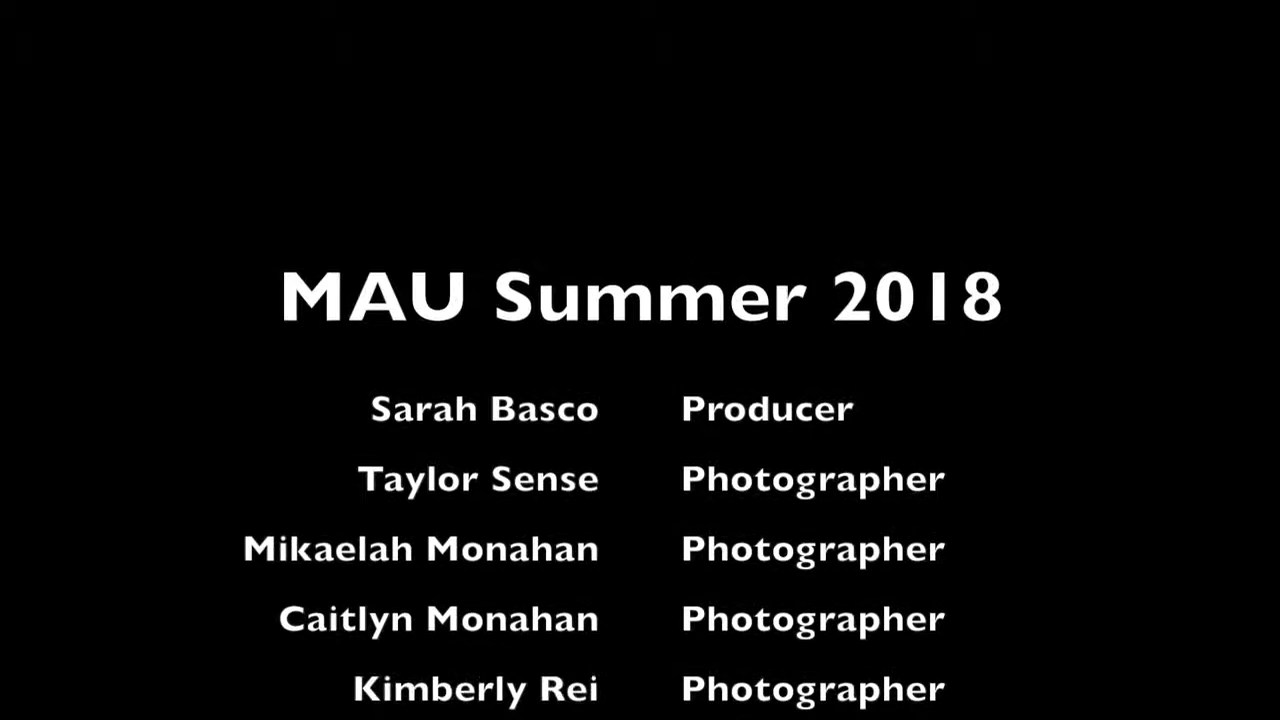 MAU Summer 2018
Sarah Basco Producer
Taylor Sense Photographer
Mikaelah Monahan Photographer
Caitlyn Monahan Photographer
Kimberly Rei Photographer